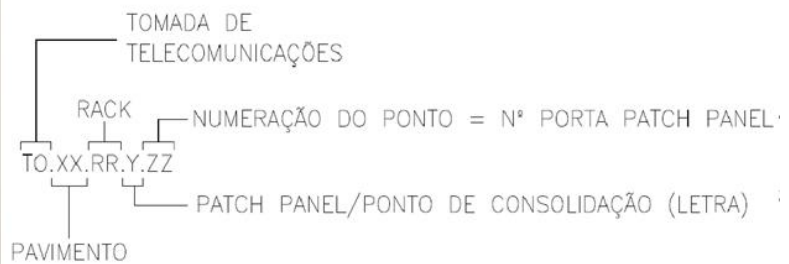 TOMADA DE
TELECOMUNICAÇÕES
RACK
NUMERAÇÃO DO PONTO = Nº PORTA PATCH PANEL
TO.XX.RR.Y.ZZ
PATCH PANEL/PONTO DE CONSOLIDAÇÃO (LETRA)
PAVIMENTO